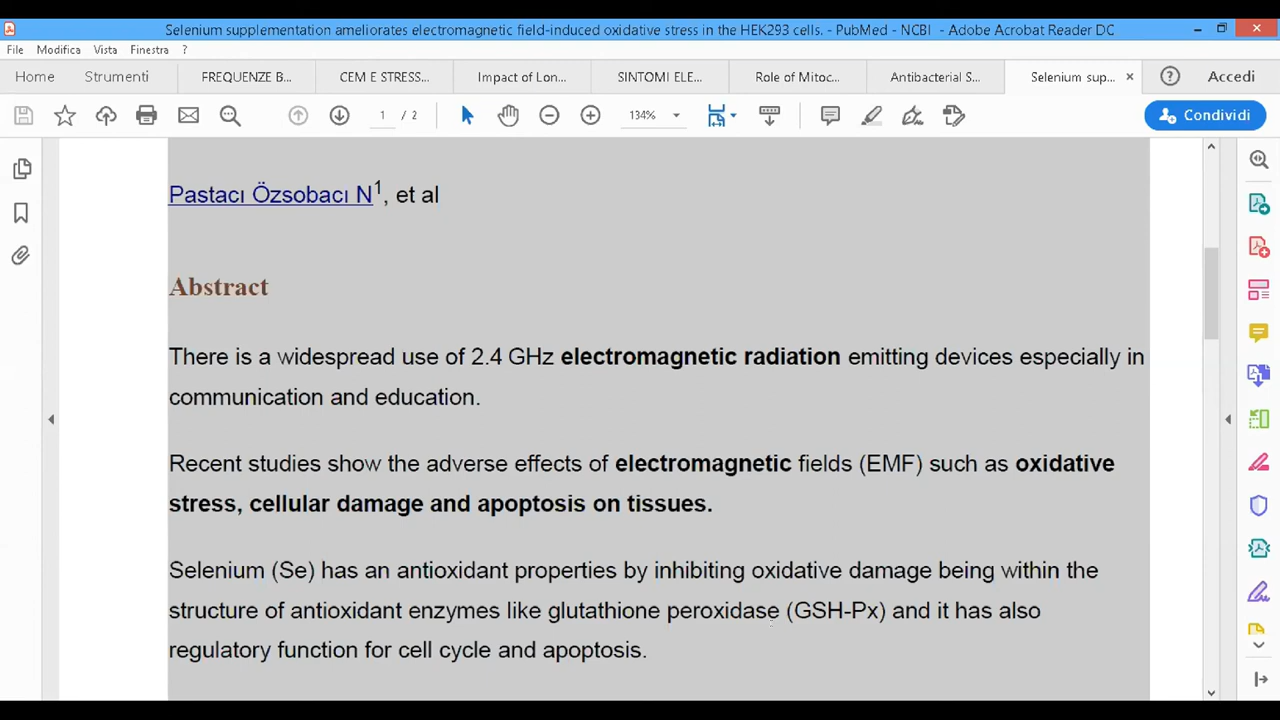 Selenium supplementation ameliorates electromagnetic field-induced oxidative stress in the HEK293 cells. - PubMed - NCBI - Adobe Acrobat Reader DC
File Modifica Vista Finestra ?
Home Strumenti FREQUENZE B... CEM E STRESS... Impact of Lon... SINTOMI ELE... Role of Mitoc... Antibacterial S... Selenium sup... × ? Accedi
1 / 2 134% Condividi
Pastacı Özsobacı N1, et al
Abstract
There is a widespread use of 2.4 GHz electromagnetic radiation emitting devices especially in
communication and education.
Recent studies show the adverse effects of electromagnetic fields (EMF) such as oxidative
stress, cellular damage and apoptosis on tissues.
Selenium (Se) has an antioxidant properties by inhibiting oxidative damage being within the
structure of antioxidant enzymes like glutathione peroxidase (GSH-Px) and it has also
regulatory function for cell cycle and apoptosis.